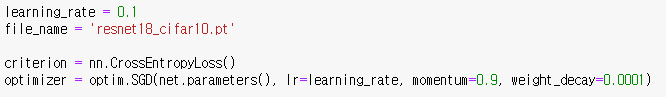 learning_rate = 0.1
file_name = 'resnet18_cifar10.pt'
criterion = nn.CrossEntropyLoss()
optimizer = optim.SGD(net.parameters(), lr=learning_rate, momentum=0.9, weight_decay=0.0001)